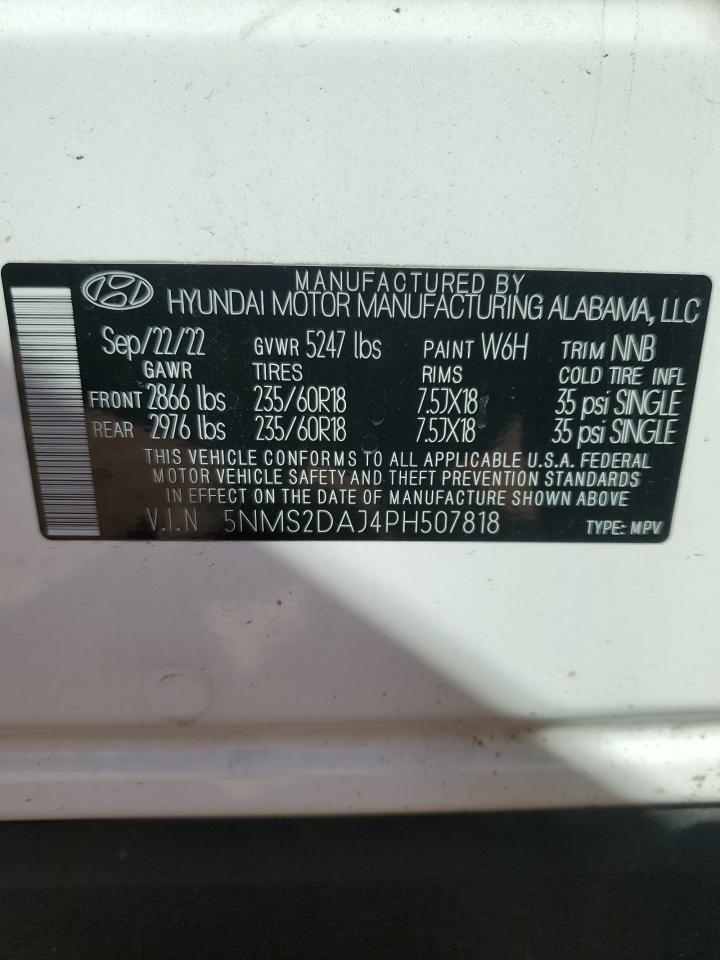 MANUFACTURED BY
HYUNDAI MOTOR MANUFACTURING ALABAMA, LLC
Sep/22/22 GVWR 5247 lbs PAINT W6H TRIM NNB
GAWR TIRES RIMS COLD TIRE INFL
FRONT 2866 lbs 235/60R18 7.5JX18 35 psi SINGLE
REAR 2976 lbs 235/60R18 7.5JX18 35 psi SINGLE
THIS VEHICLE CONFORMS TO ALL APPLICABLE U.S.A. FEDERAL
MOTOR VEHICLE SAFETY AND THEFT PREVENTION STANDARDS
IN EFFECT ON THE DATE OF MANUFACTURE SHOWN ABOVE
V.I.N 5NMS2DAJ4PH507818 TYPE: MPV